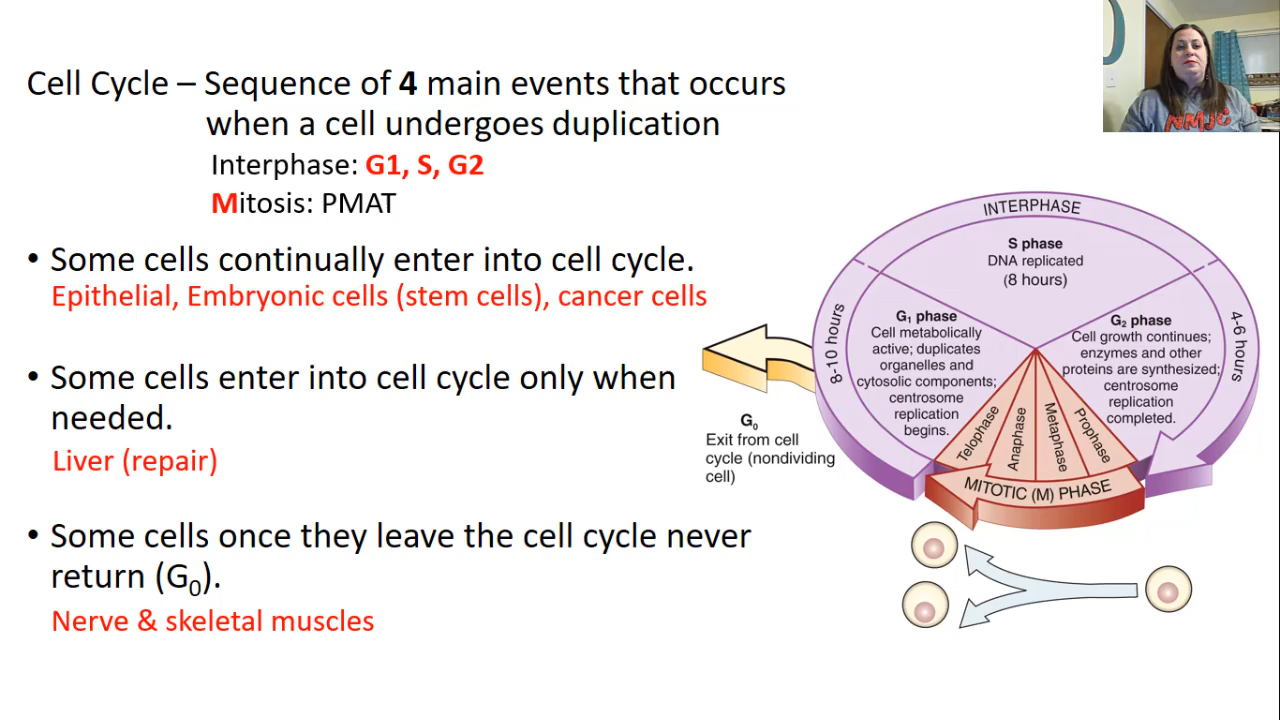 Cell Cycle – Sequence of 4 main events that occurs
when a cell undergoes duplication
Interphase: G1, S, G2
Mitosis: PMAT
• Some cells continually enter into cell cycle.
Epithelial, Embryonic cells (stem cells), cancer cells
• Some cells enter into cell cycle only when
needed.
Liver (repair)
• Some cells once they leave the cell cycle never
return (G0).
Nerve & skeletal muscles
NMJC
INTERPHASE
S phase
DNA replicated
(8 hours)
8-10 hours
G1 phase
Cell metabolically
active; duplicates
organelles and
cytosolic components;
centrosome
replication
begins.
G2 phase
Cell growth continues;
enzymes and other
proteins are synthesized;
centrosome
replication
completed.
4-6 hours
Telophase
Anaphase
Metaphase
Prophase
MITOTIC (M) PHASE
G0
Exit from cell
cycle (nondividing
cell)